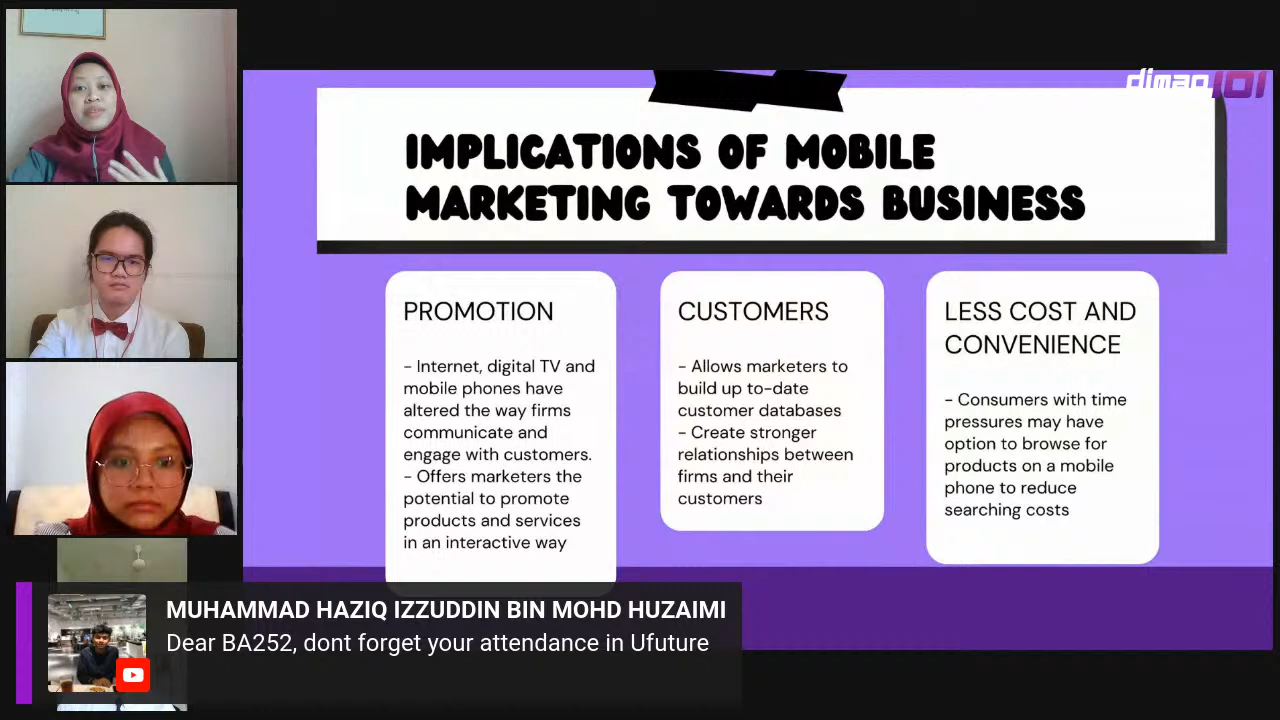 dimaq101
IMPLICATIONS OF MOBILE
MARKETING TOWARDS BUSINESS
PROMOTION
- Internet, digital TV and
mobile phones have
altered the way firms
communicate and
engage with customers.
- Offers marketers the
potential to promote
products and services
in an interactive way
CUSTOMERS
- Allows marketers to
build up to-date
customer databases
- Create stronger
relationships between
firms and their
customers
LESS COST AND
CONVENIENCE
- Consumers with time
pressures may have
option to browse for
products on a mobile
phone to reduce
searching costs
MUHAMMAD HAZIQ IZZUDDIN BIN MOHD HUZAIMI
Dear BA252, dont forget your attendance in Ufuture